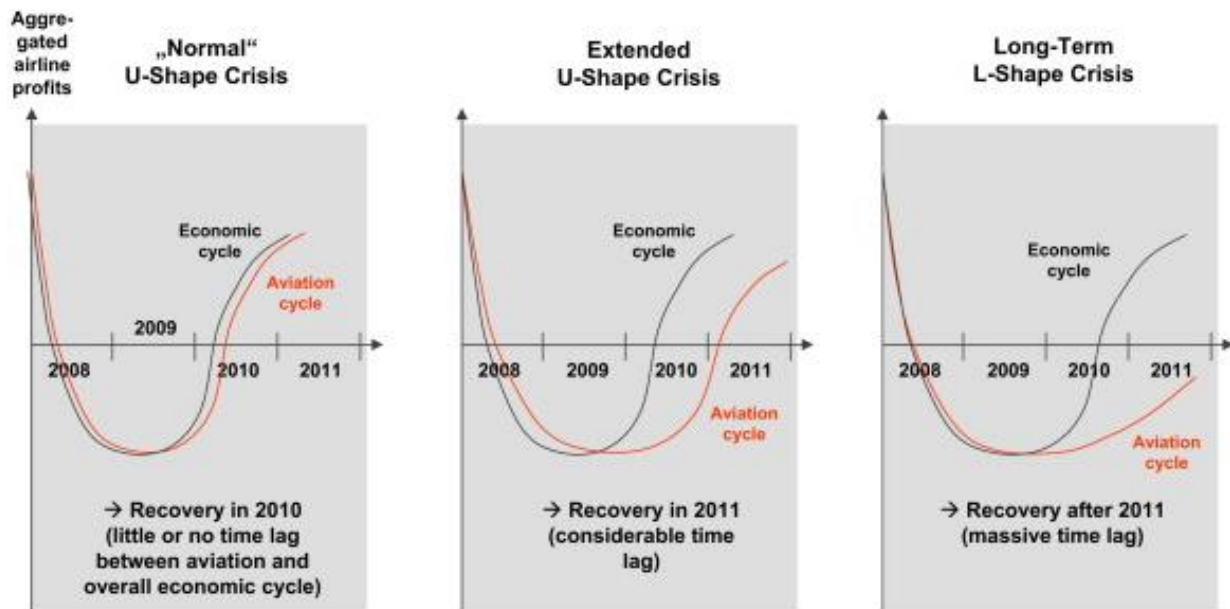 Aggre-
gated
airline
profits
„Normal“
U-Shape Crisis
Economic
cycle
Aviation
cycle
2009
2008
2010
2011
→ Recovery in 2010
(little or no time lag
between aviation and
overall economic cycle)
Extended
U-Shape Crisis
Economic
cycle
2008
2009
2010
2011
Aviation
cycle
→ Recovery in 2011
(considerable time
lag)
Long-Term
L-Shape Crisis
Economic
cycle
2008
2009
2010
2011
Aviation
cycle
→ Recovery after 2011
(massive time lag)